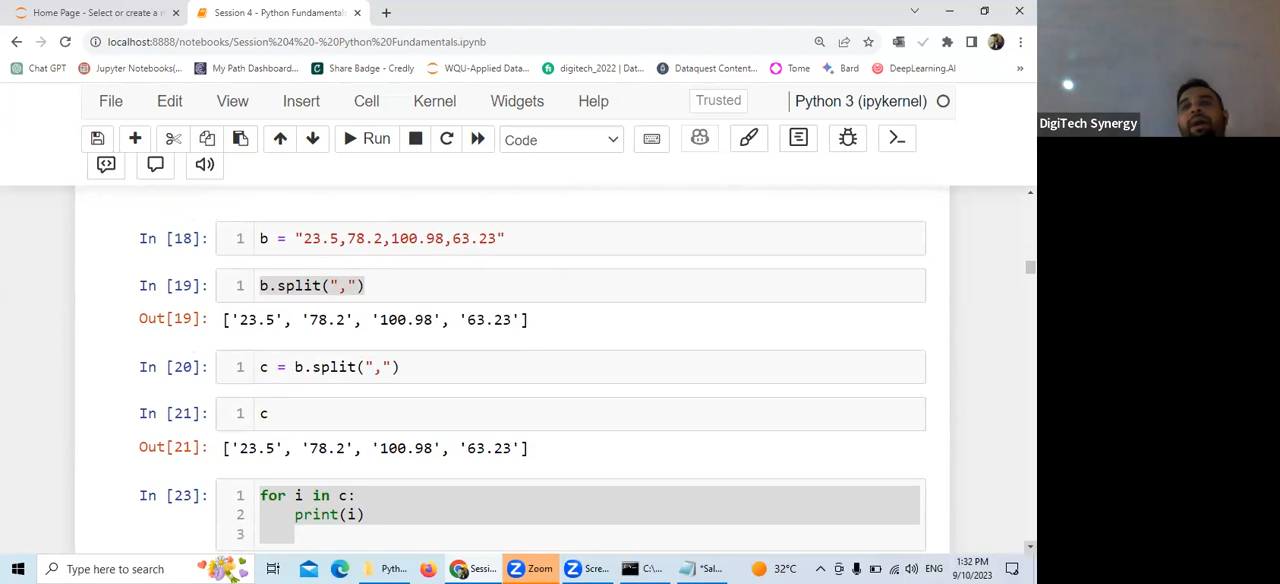 Home Page - Select or create a n
Session 4 - Python Fundamentals
localhost:8888/notebooks/Session%204%20-%20Python%20Fundamentals.ipynb
Chat GPT
Jupyter Notebooks(...
My Path Dashboard...
Share Badge - Credly
WQU-Applied Data...
digitech_2022 | Dat...
Dataquest Content...
Tome
Bard
DeepLearning.AI
»
File Edit View Insert Cell Kernel Widgets Help
Trusted
Python 3 (ipykernel)
Run
Code
DigiTech Synergy
In [18]: 1 b = "23.5,78.2,100.98,63.23"
In [19]: 1 b.split(",")
Out[19]: ['23.5', '78.2', '100.98', '63.23']
In [20]: 1 c = b.split(",")
In [21]: 1 c
Out[21]: ['23.5', '78.2', '100.98', '63.23']
In [23]: 1 for i in c:
2 print(i)
3
Type here to search
Pyth...
Sessi...
Zoom
Scre...
C:\...
*Sal...
32°C
ENG
1:32 PM
9/10/2023